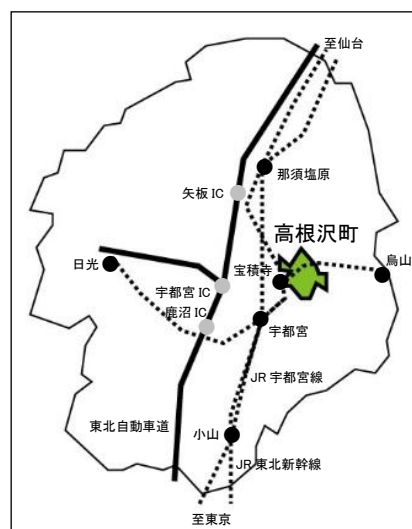 至仙台
那須塩原
矢板 IC
高根沢町
宝積寺
烏山
日光
宇都宮 IC
鹿沼 IC
宇都宮
JR 宇都宮線
東北自動車道
小山
JR 東北新幹線
至東京